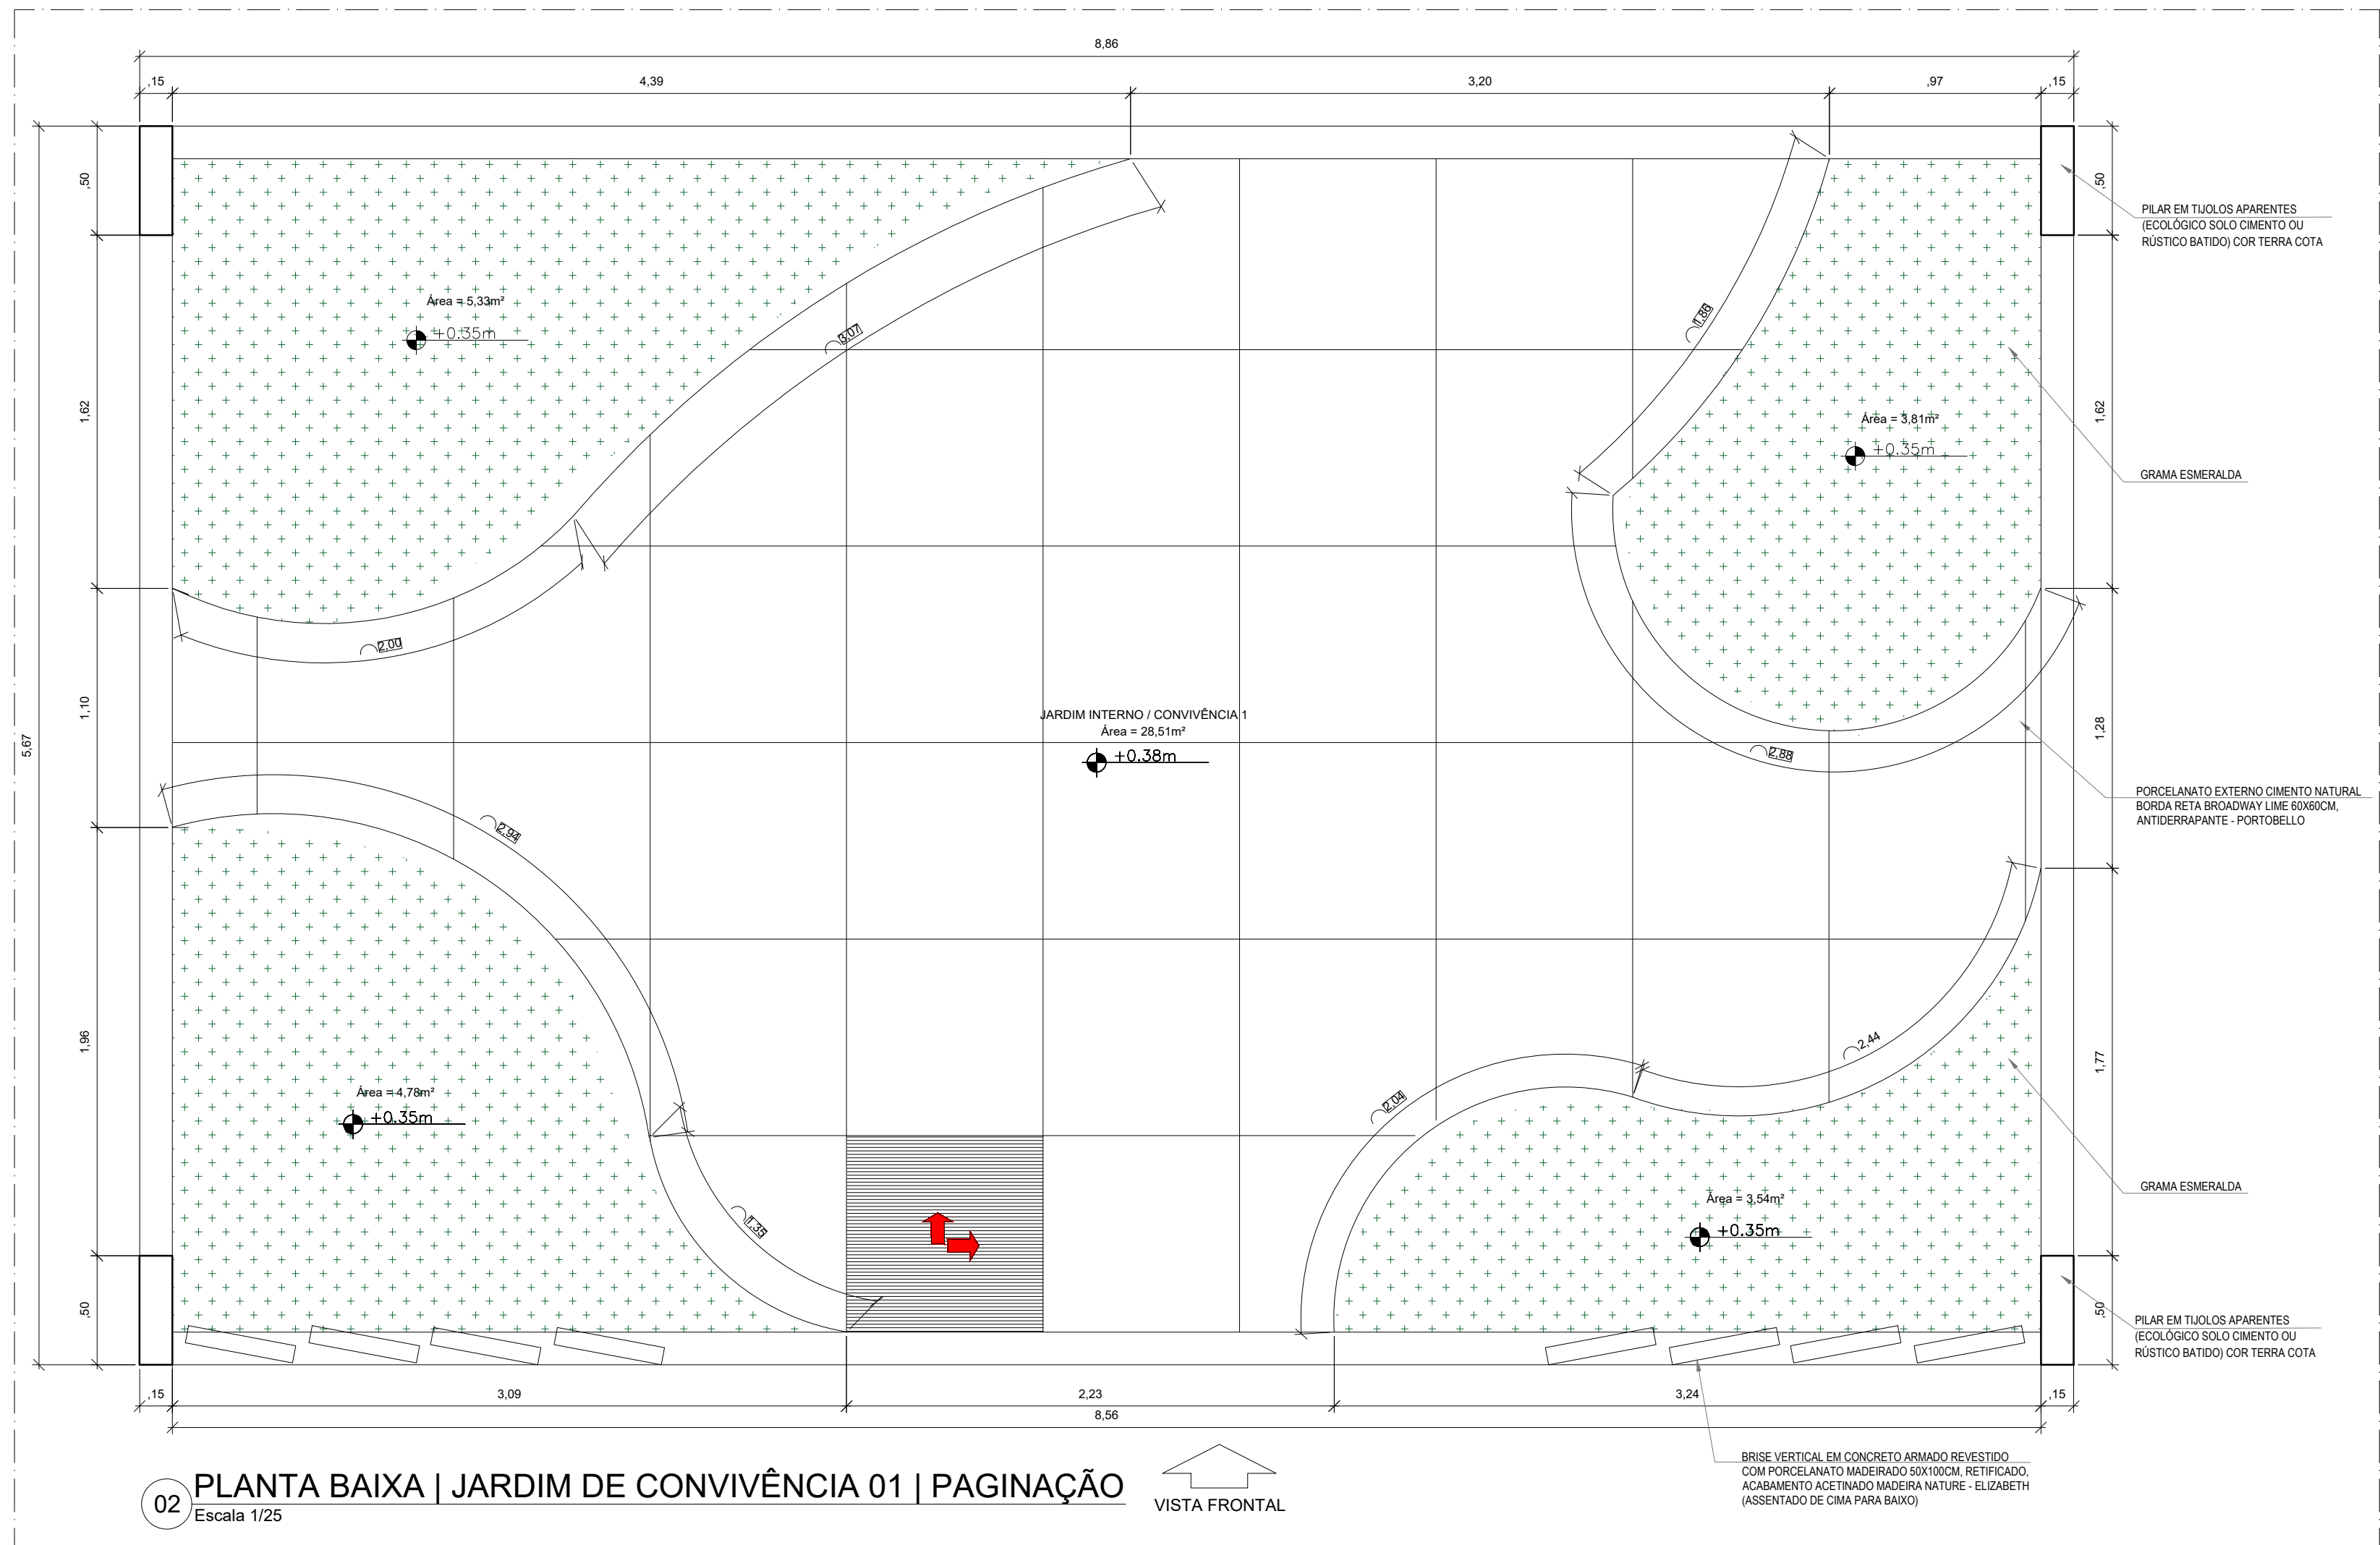 8,86
,15
4,39
3,20
,97
,15
,50
,50
PILAR EM TIJOLOS APARENTES
(ECOLÓGICO SOLO CIMENTO OU
RÚSTICO BATIDO) COR TERRA COTA
Área = 5,33m²
+0.35m
3,07
1,86
1,62
1,62
Área = 3,81m²
+0.35m
GRAMA ESMERALDA
2,00
1,10
5,67
JARDIM INTERNO / CONVIVÊNCIA 1
Área = 28,51m²
+0.38m
2,88
1,28
PORCELANATO EXTERNO CIMENTO NATURAL
BORDA RETA BROADWAY LIME 60X60CM,
ANTIDERRAPANTE - PORTOBELLO
2,94
1,96
2,44
1,77
Área = 4,78m²
+0.35m
2,04
GRAMA ESMERALDA
Área = 3,54m²
+0.35m
1,35
,50
,50
PILAR EM TIJOLOS APARENTES
(ECOLÓGICO SOLO CIMENTO OU
RÚSTICO BATIDO) COR TERRA COTA
,15
3,09
2,23
3,24
,15
8,56
BRISE VERTICAL EM CONCRETO ARMADO REVESTIDO
COM PORCELANATO MADEIRADO 50X100CM, RETIFICADO,
ACABAMENTO ACETINADO MADEIRA NATURE - ELIZABETH
(ASSENTADO DE CIMA PARA BAIXO)
02
PLANTA BAIXA | JARDIM DE CONVIVÊNCIA 01 | PAGINAÇÃO
Escala 1/25
VISTA FRONTAL